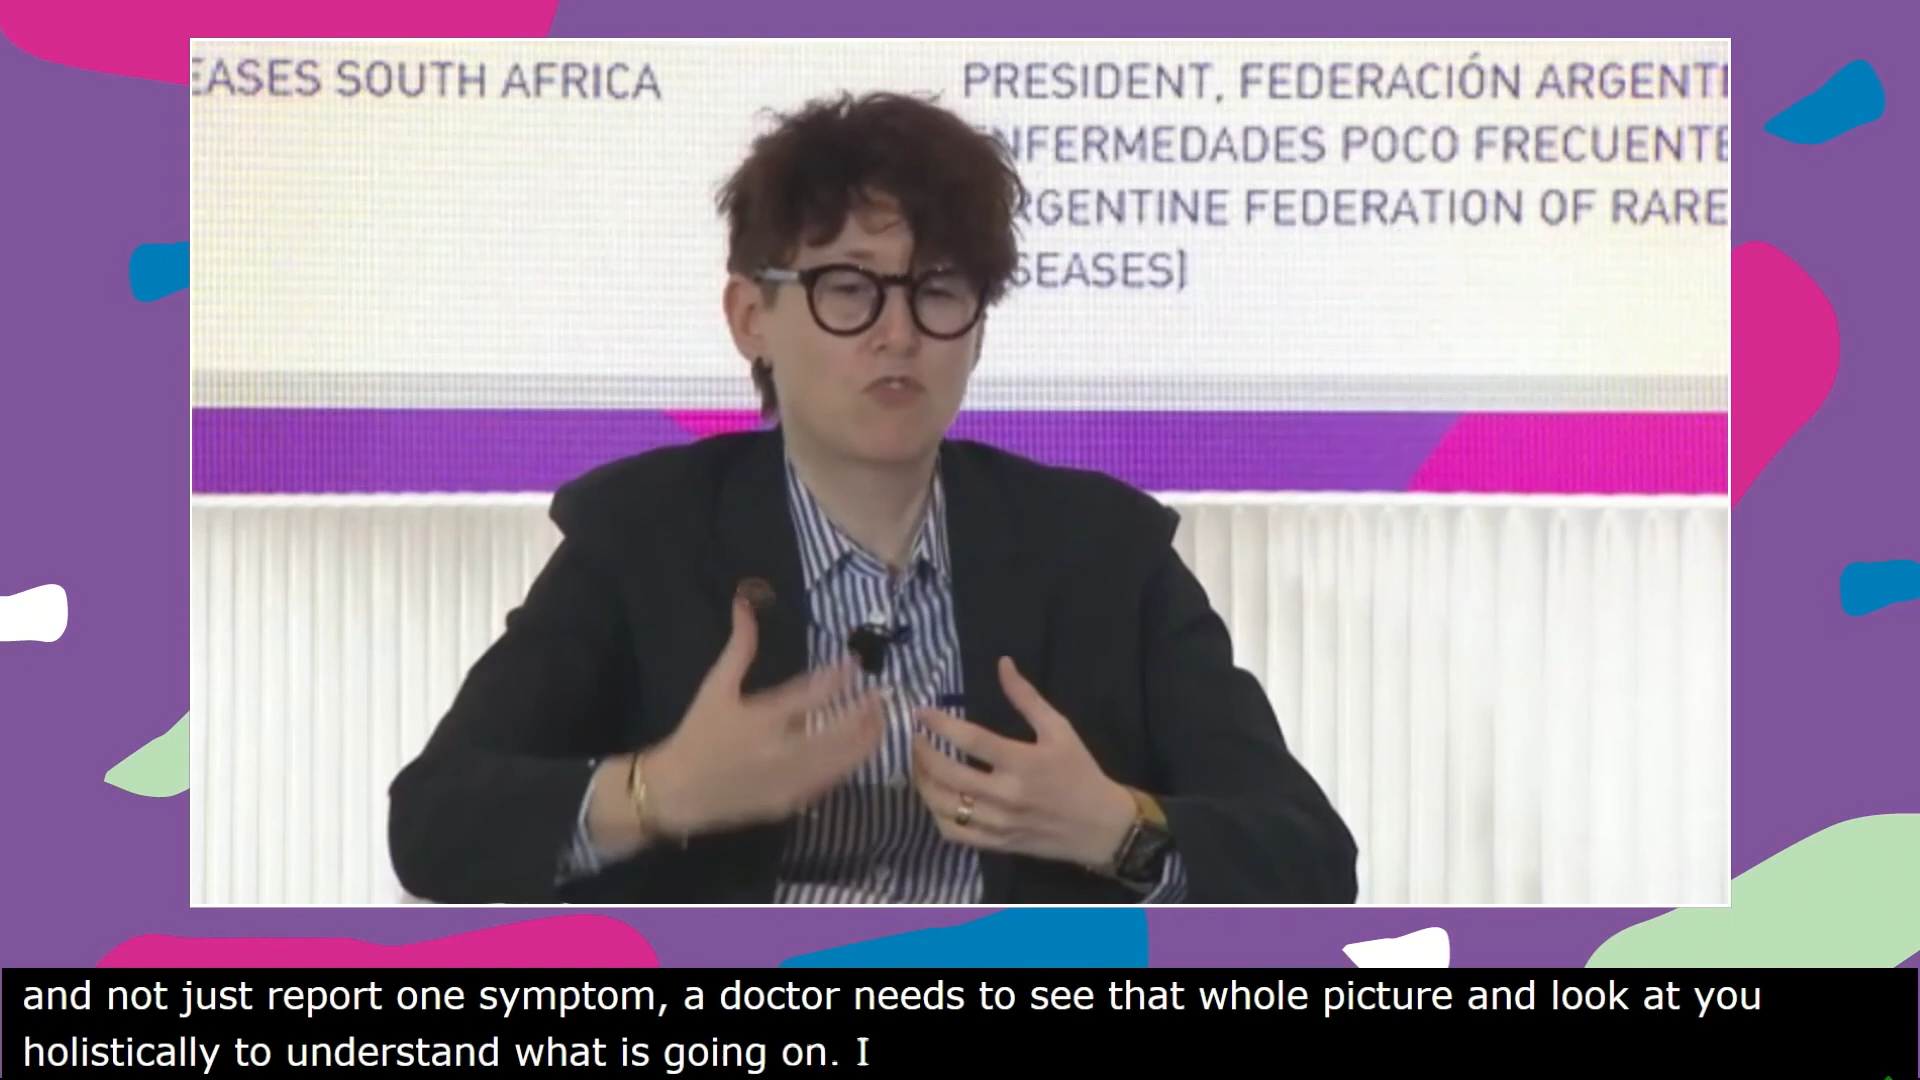 EASES SOUTH AFRICA
PRESIDENT, FEDERACIÓN ARGENTI
NFERMEDADES POCO FRECUENTE
RGENTINE FEDERATION OF RARE
SEASES]
and not just report one symptom, a doctor needs to see that whole picture and look at you
holistically to understand what is going on. I